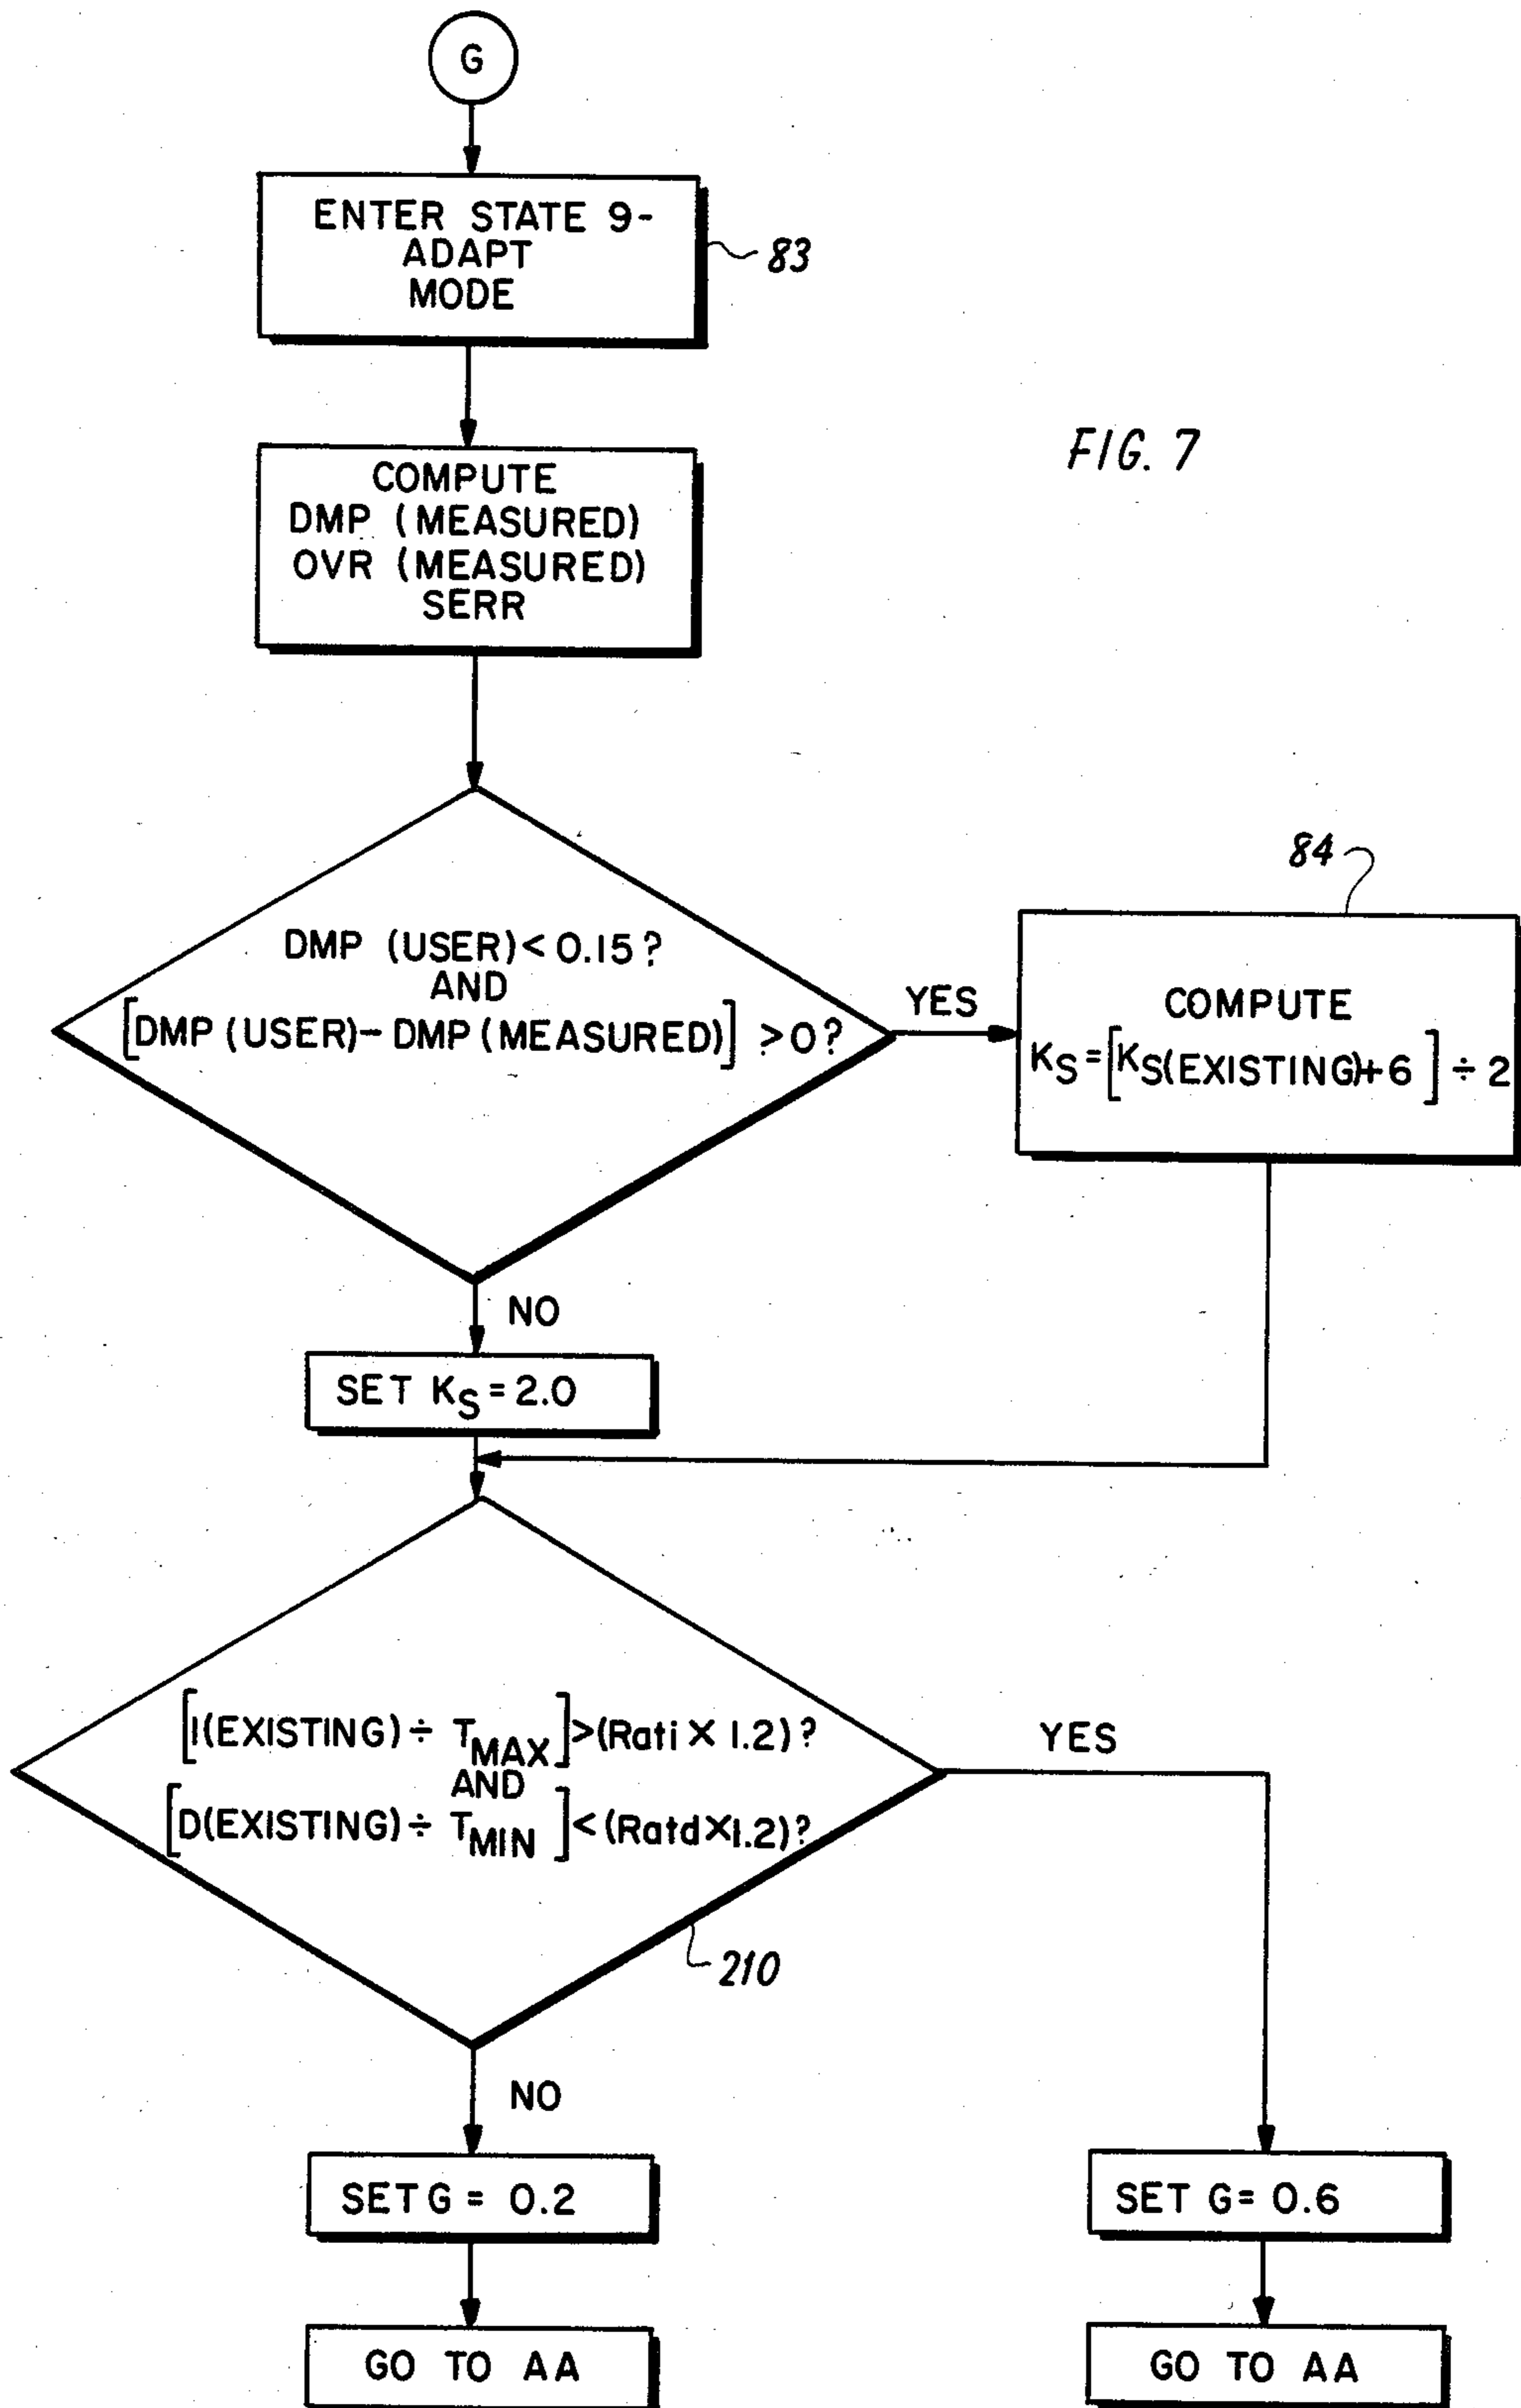 G
ENTER STATE 9-
ADAPT
MODE
83
FIG. 7
COMPUTE
DMP (MEASURED)
OVR (MEASURED)
SERR
84
DMP (USER) < 0.15?
AND
[DMP (USER) - DMP (MEASURED)] > 0?
YES
COMPUTE
KS = [KS(EXISTING)+6] ÷ 2
NO
SET KS = 2.0
[I(EXISTING) ÷ TMAX] > (Rati X 1.2)?
AND
[D(EXISTING) ÷ TMIN] < (Ratd X 1.2)?
YES
210
NO
SET G = 0.2
SET G = 0.6
GO TO AA
GO TO AA